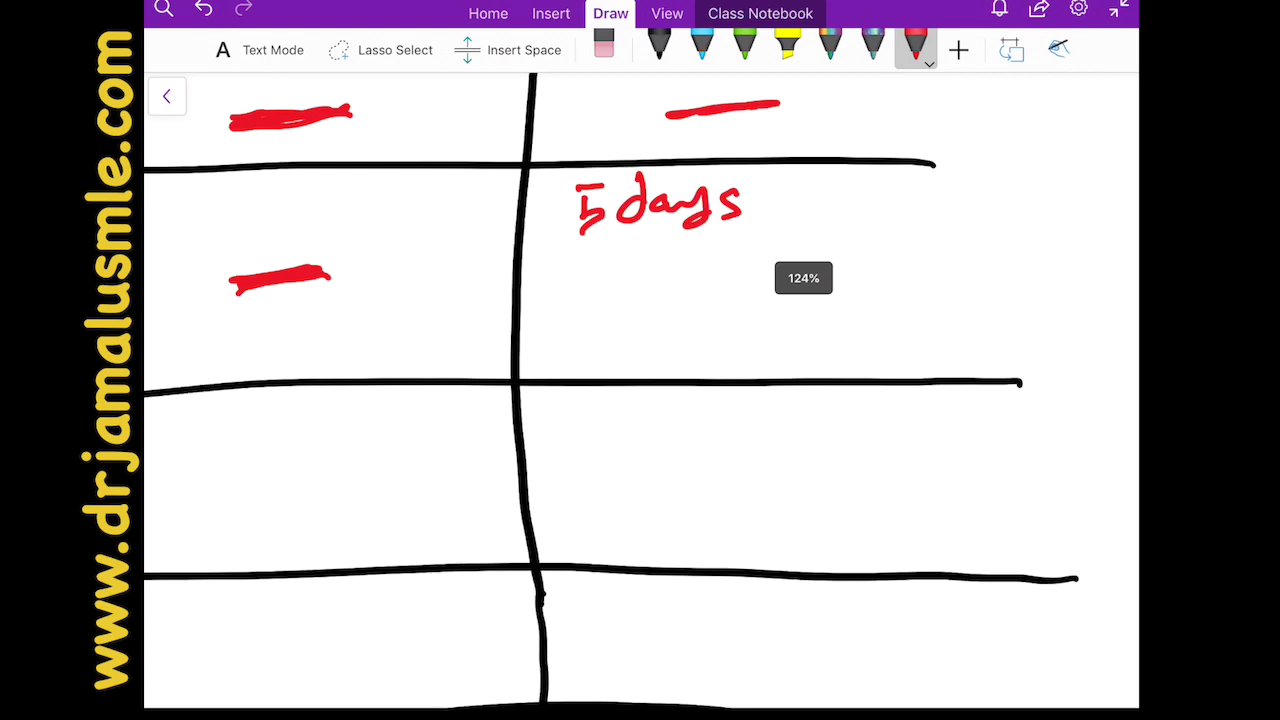 Home Insert Draw View Class Notebook
A Text Mode Lasso Select Insert Space
5 days
124%
www.drjamalusmle.com